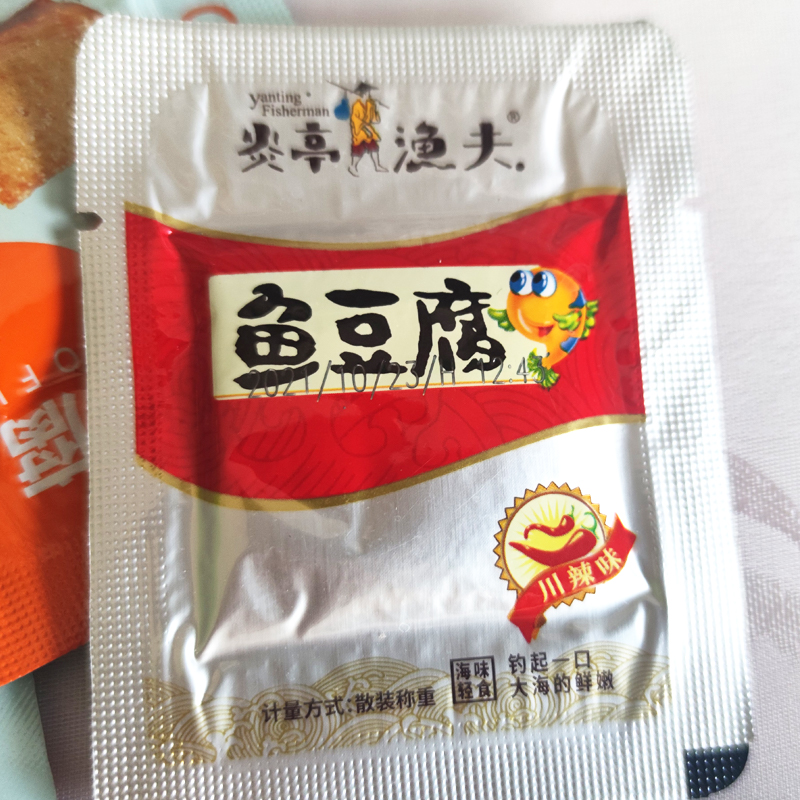 yanting
Fisherman
炎亭渔夫®
鱼豆腐
2021/10/23/H 12:4
川辣味
海味
轻食
钓起一口
大海的鲜嫩
计量方式:散装称重
腐
OF